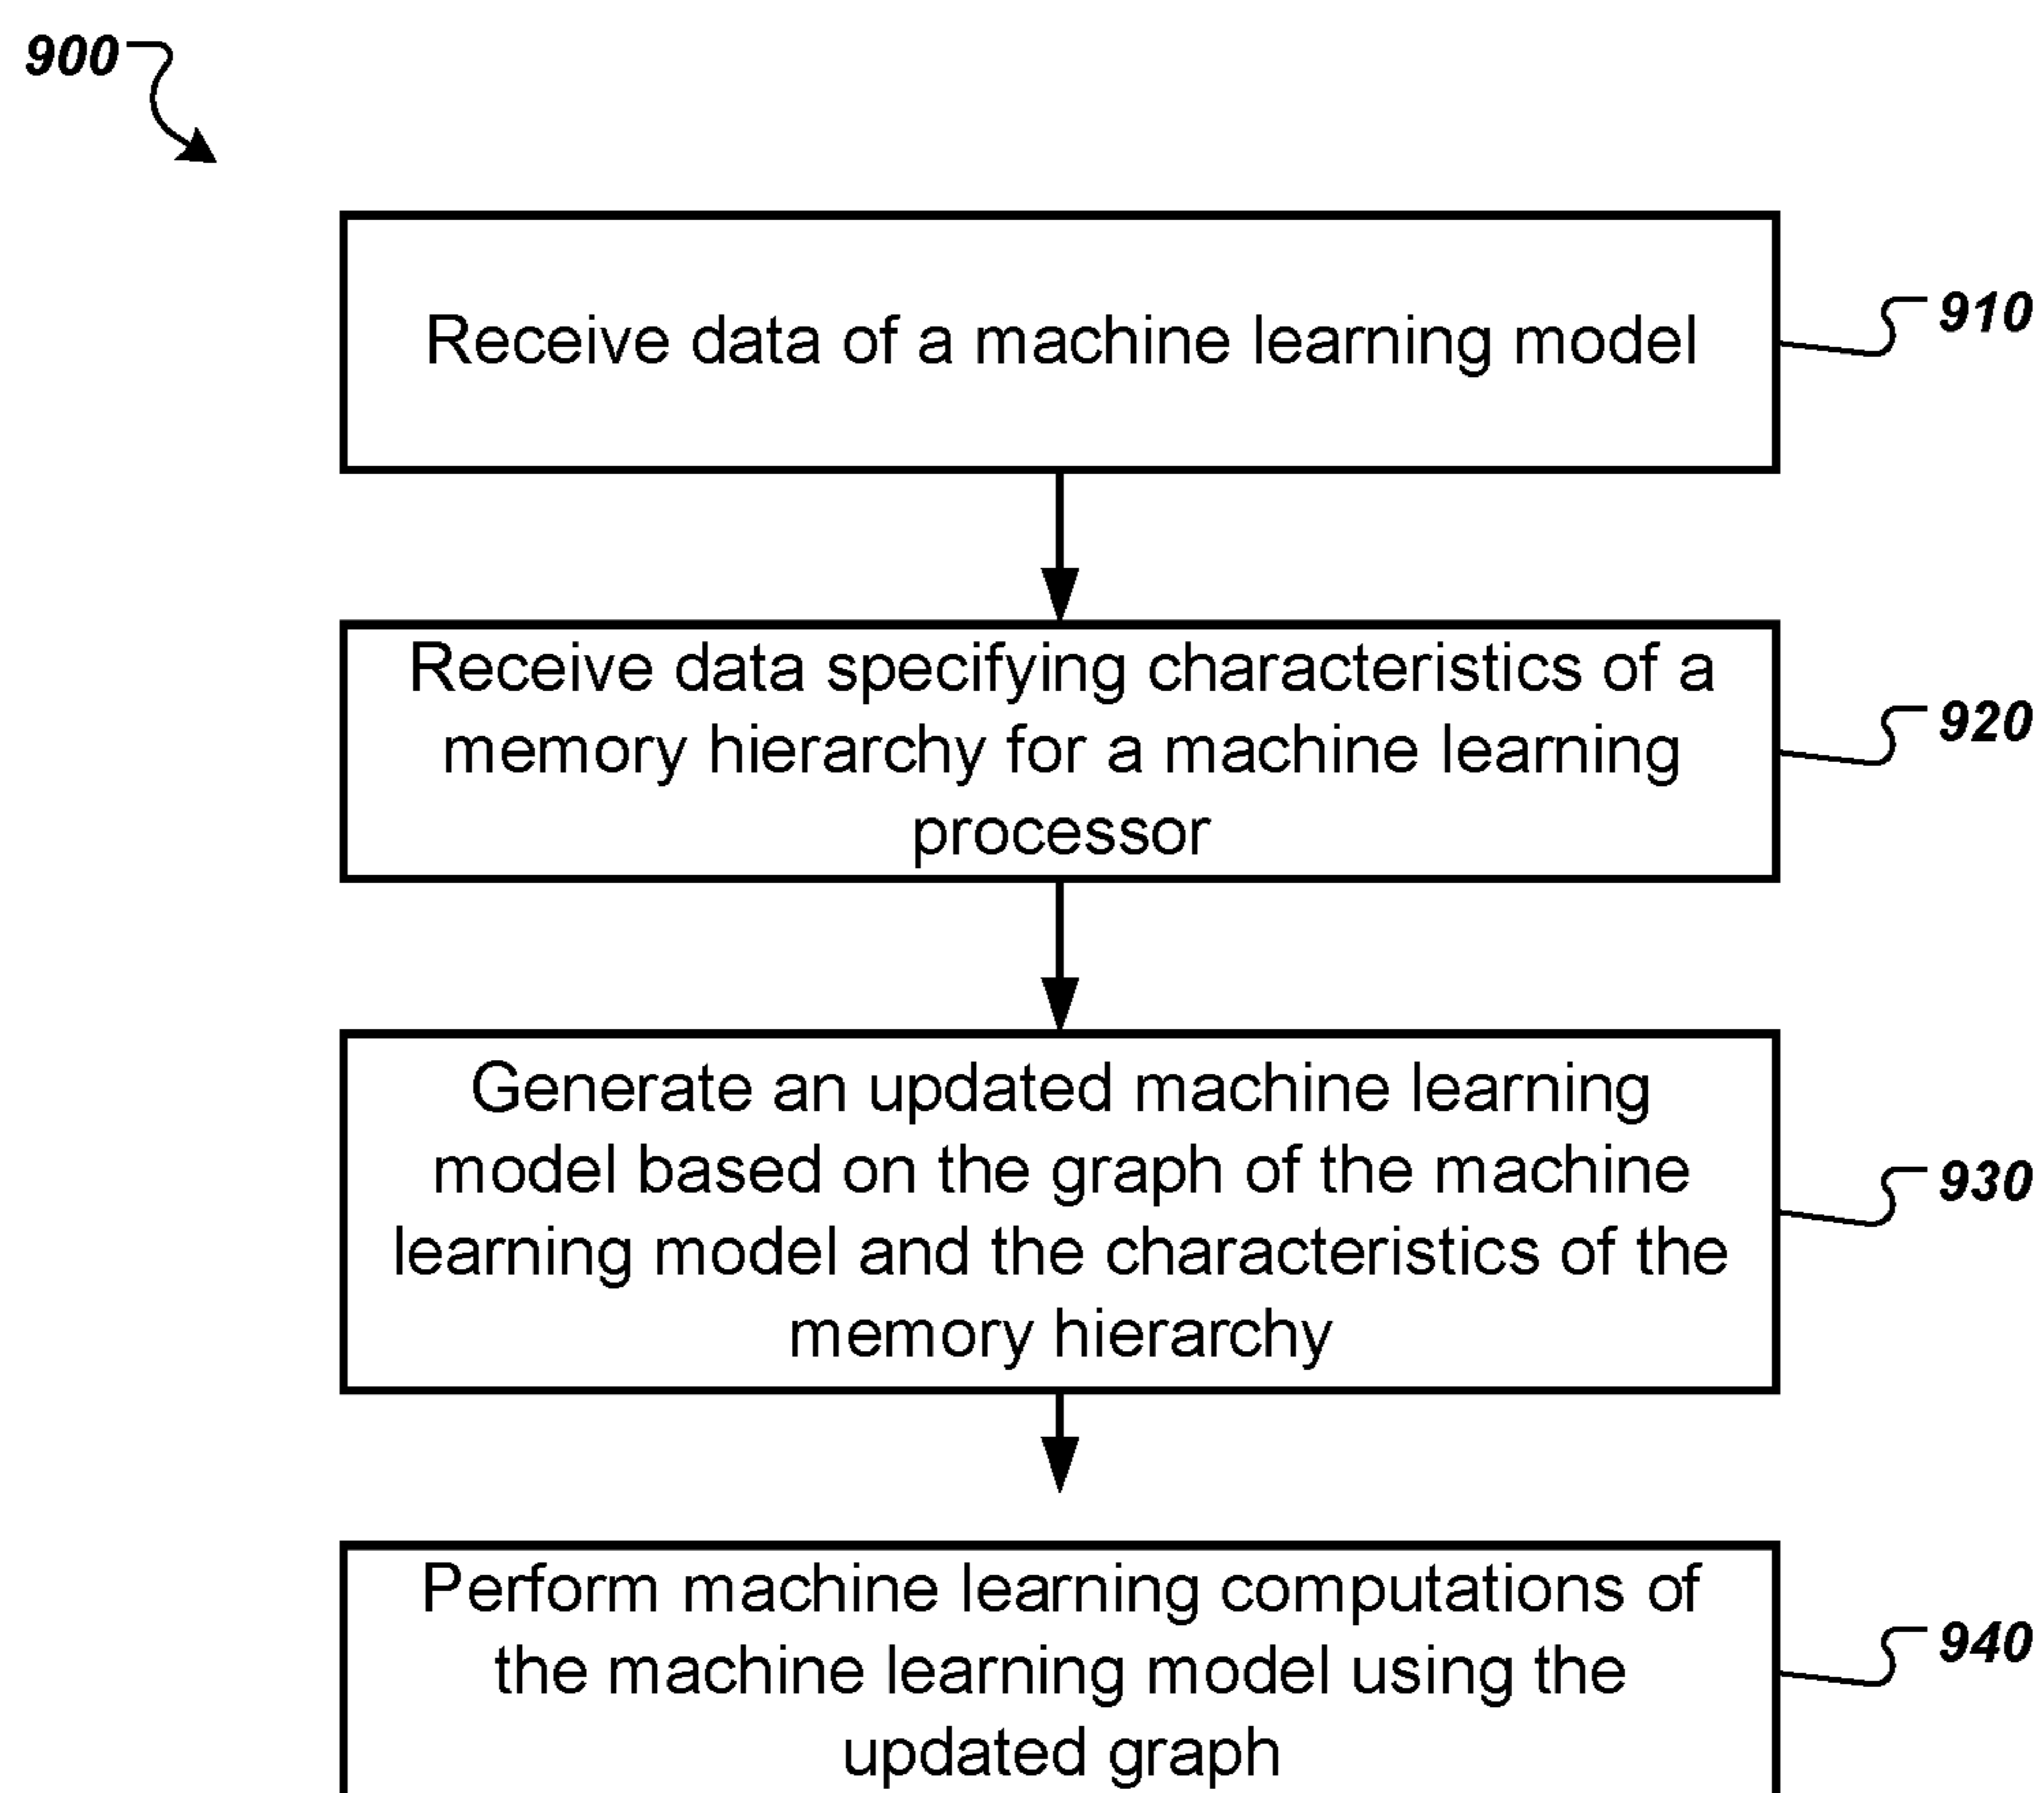 900
Receive data of a machine learning model
910
Receive data specifying characteristics of a
memory hierarchy for a machine learning
processor
920
Generate an updated machine learning
model based on the graph of the machine
learning model and the characteristics of the
memory hierarchy
930
Perform machine learning computations of
the machine learning model using the
updated graph
940